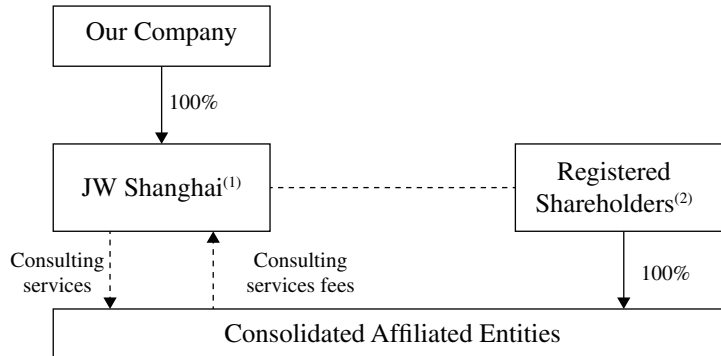 Our Company
100%
JW Shanghai(1)
Registered
Shareholders(2)
Consulting
services
Consulting
services fees
100%
Consolidated Affiliated Entities